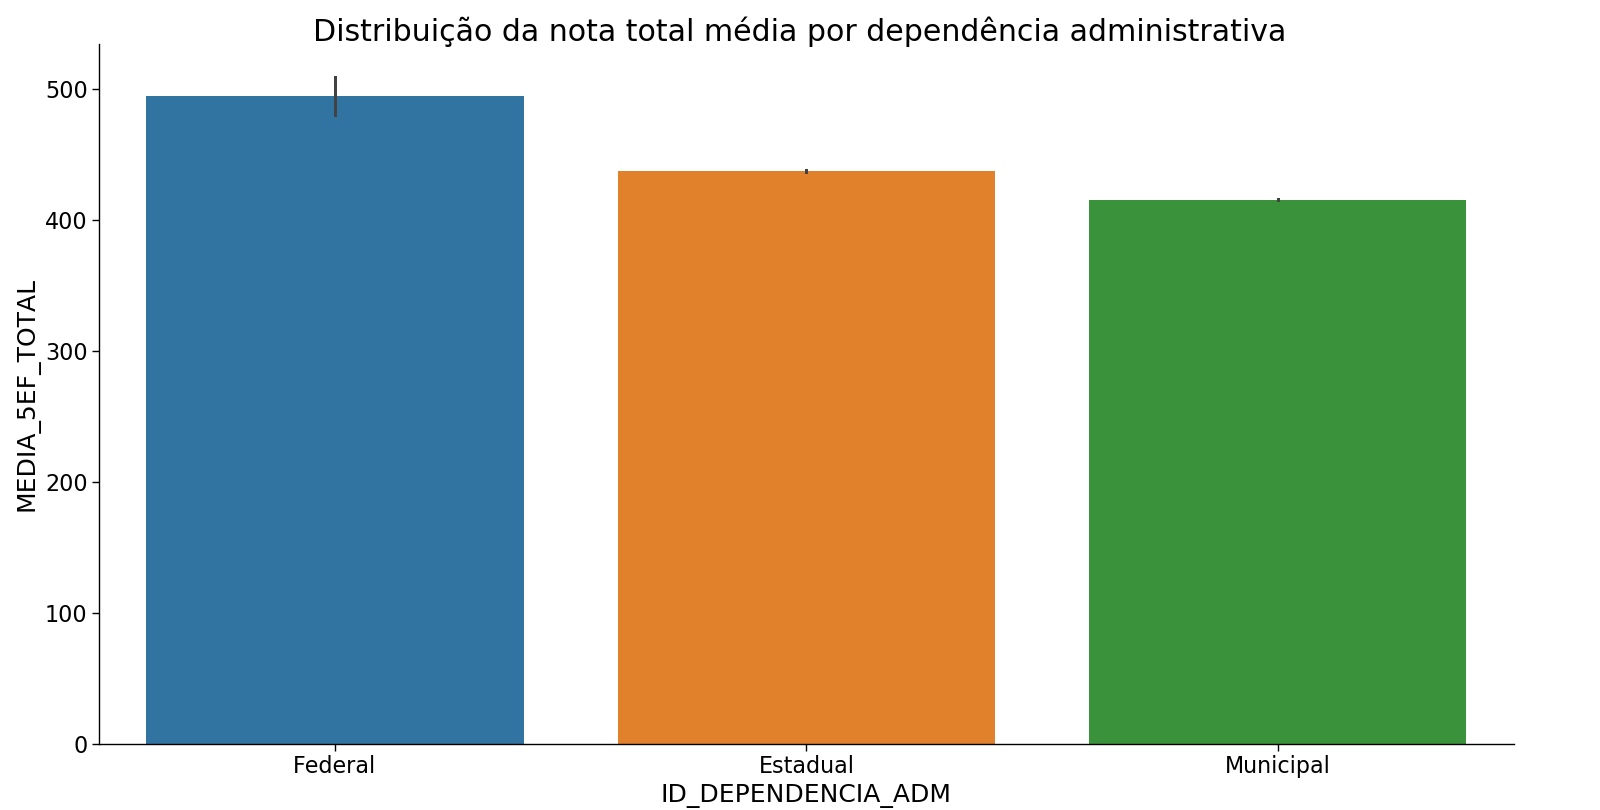 Distribuição da nota total média por dependência administrativa
MEDIA_5EF_TOTAL
500
400
300
200
100
0
Federal
Estadual
Municipal
ID_DEPENDENCIA_ADM